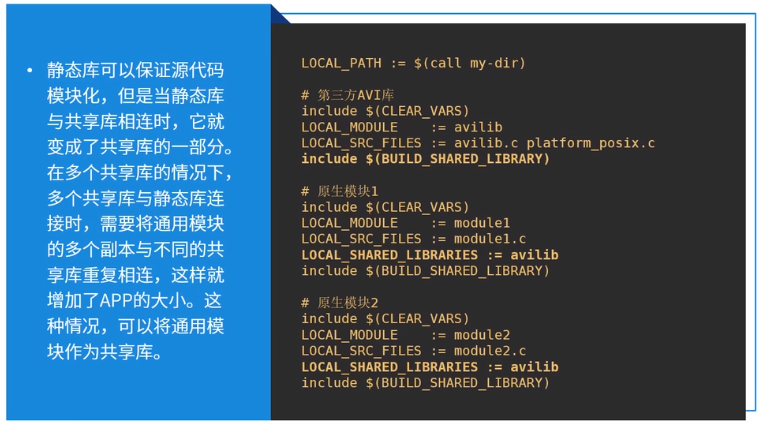 • 静态库可以保证源代码
模块化，但是当静态库
与共享库相连时，它就
变成了共享库的一部分。
在多个共享库的情况下，
多个共享库与静态库连
接时，需要将通用模块
的多个副本与不同的共
享库重复相连，这样就
增加了APP的大小。这
种情况，可以将通用模
块作为共享库。
LOCAL_PATH := $(call my-dir)
# 第三方AVI库
include $(CLEAR_VARS)
LOCAL_MODULE    := avilib
LOCAL_SRC_FILES := avilib.c platform_posix.c
include $(BUILD_SHARED_LIBRARY)
# 原生模块1
include $(CLEAR_VARS)
LOCAL_MODULE    := module1
LOCAL_SRC_FILES := module1.c
LOCAL_SHARED_LIBRARIES := avilib
include $(BUILD_SHARED_LIBRARY)
# 原生模块2
include $(CLEAR_VARS)
LOCAL_MODULE    := module2
LOCAL_SRC_FILES := module2.c
LOCAL_SHARED_LIBRARIES := avilib
include $(BUILD_SHARED_LIBRARY)